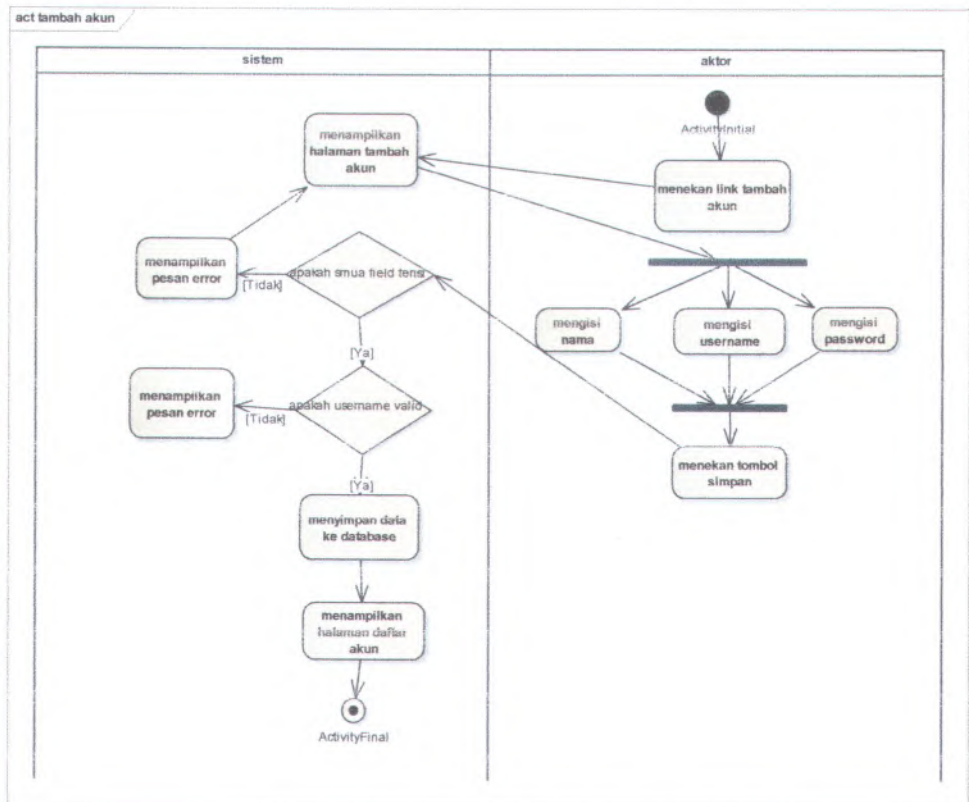 act tambah akun
sistem
aktor
ActivityInitial
menampilkan
halaman tambah
akun
menekan link tambah
akun
menampilkan
pesan error
[Tidak]
apakah smua field terisi
[Ya]
mengisi
nama
mengisi
username
mengisi
password
menampilkan
pesan error
[Tidak]
apakah username valid
[Ya]
menekan tombol
simpan
menyimpan data
ke database
menampilkan
halaman daftar
akun
ActivityFinal